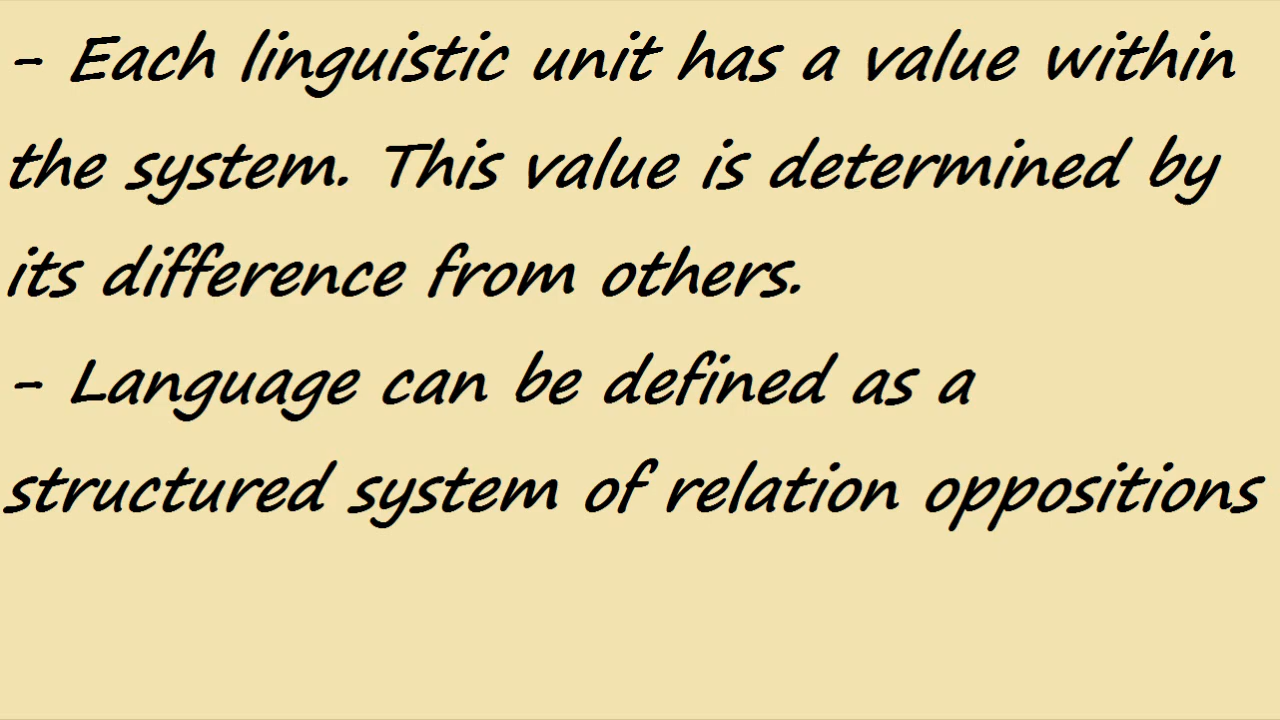 - Each linguistic unit has a value within
the system. This value is determined by
its difference from others.
- Language can be defined as a
structured system of relation oppositions